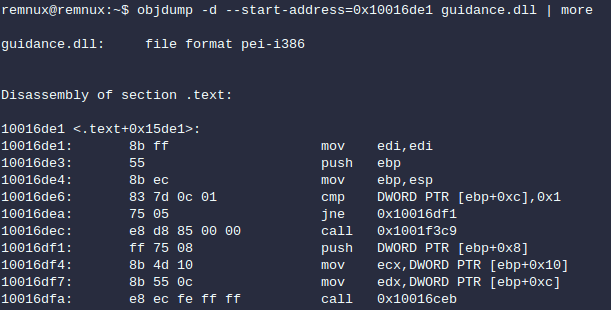 remnux@remnux:~$ objdump -d --start-address=0x10016de1 guidance.dll | more
guidance.dll:     file format pei-i386
Disassembly of section .text:
10016de1 <.text+0x15de1>:
10016de1:       8b ff                   mov    edi,edi
10016de3:       55                      push   ebp
10016de4:       8b ec                   mov    ebp,esp
10016de6:       83 7d 0c 01             cmp    DWORD PTR [ebp+0xc],0x1
10016dea:       75 05                   jne    0x10016df1
10016dec:       e8 d8 85 00 00          call   0x1001f3c9
10016df1:       ff 75 08                push   DWORD PTR [ebp+0x8]
10016df4:       8b 4d 10                mov    ecx,DWORD PTR [ebp+0x10]
10016df7:       8b 55 0c                mov    edx,DWORD PTR [ebp+0xc]
10016dfa:       e8 ec fe ff ff          call   0x10016ceb